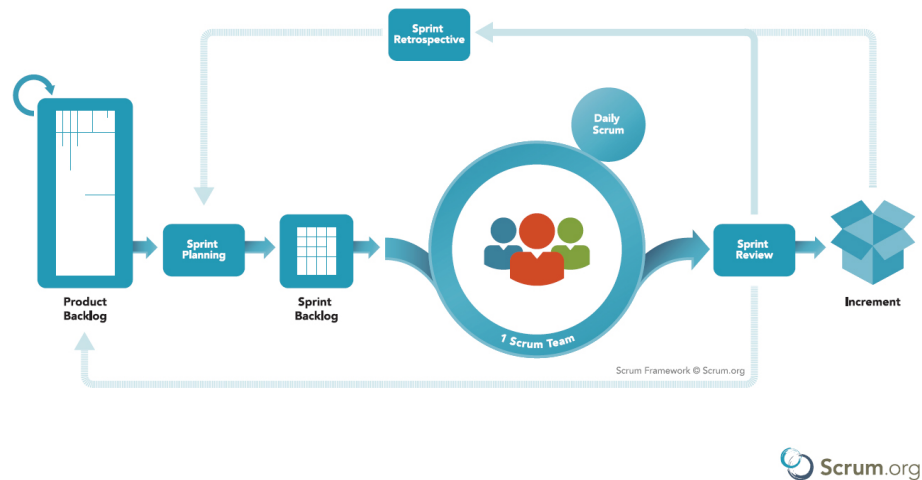 Sprint
Retrospective
Daily
Scrum
Sprint
Planning
Sprint
Review
Product
Backlog
Sprint
Backlog
Increment
1 Scrum Team
Scrum Framework © Scrum.org
Scrum.org